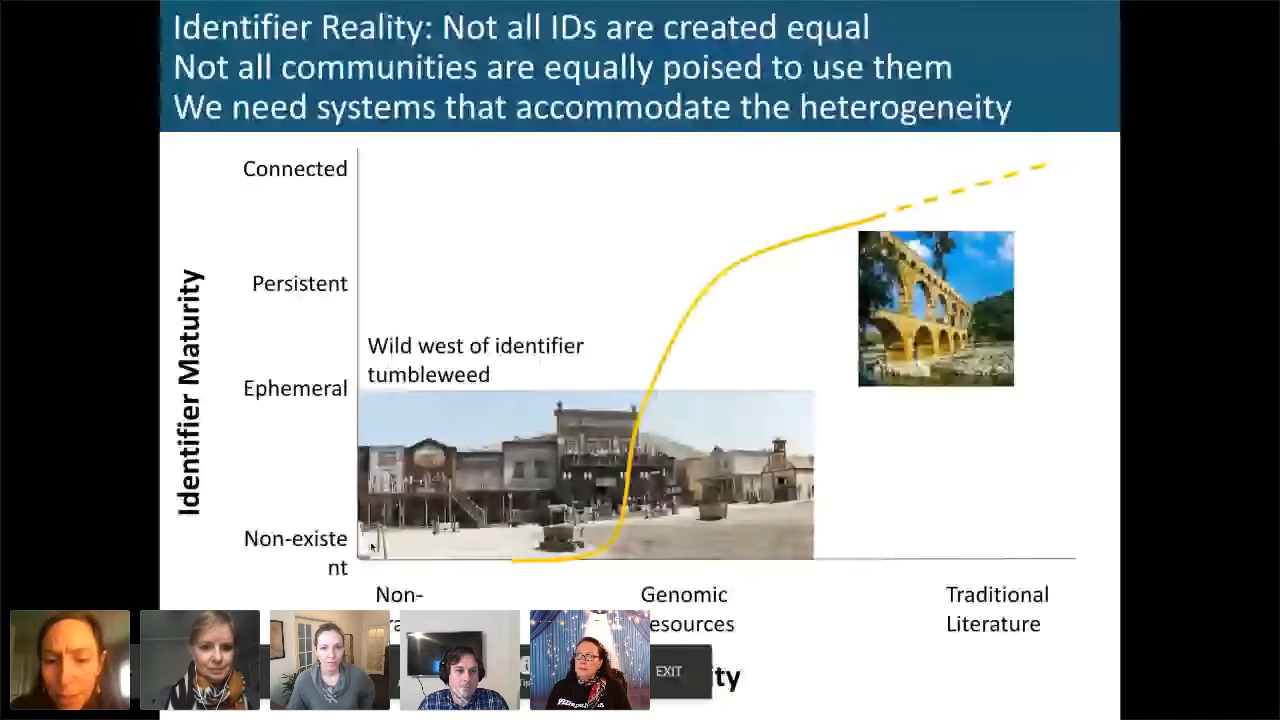 Identifier Reality: Not all IDs are created equal
Not all communities are equally poised to use them
We need systems that accommodate the heterogeneity
Connected
Persistent
Ephemeral
Non-existe
nt
Identifier Maturity
Wild west of identifier
tumbleweed
Non-
Genomic
esources
Traditional
Literature
EXIT
ty